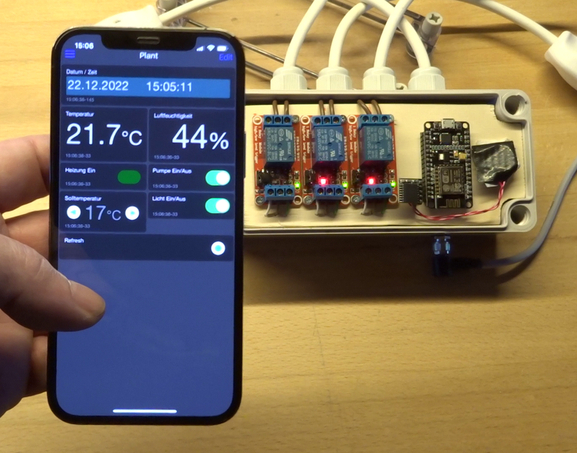 15:06
Plant
Edit
Datum / Zeit
22.12.2022 15:05:11
Temperatur
21.7°C
Luftfeuchtigkeit
44%
Heizung Ein
Pumpe Ein/Aus
Solltemperatur
17°C
Licht Ein/Aus
Refresh